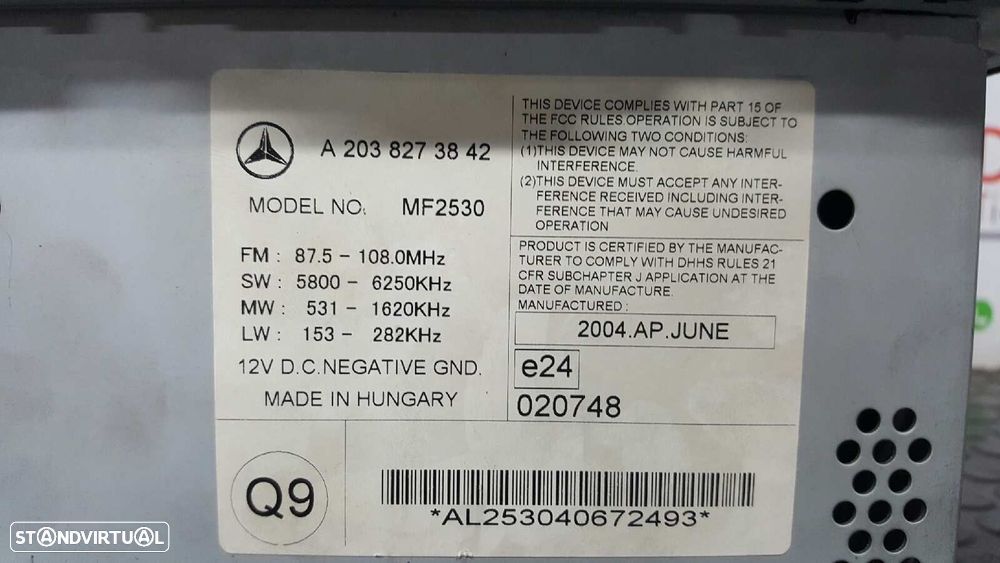 A 203 827 38 42
MODEL NO: MF2530
FM : 87.5 - 108.0MHz
SW : 5800 - 6250KHz
MW : 531 - 1620KHz
LW : 153 - 282KHz
12V D.C.NEGATIVE GND.
MADE IN HUNGARY
THIS DEVICE COMPLIES WITH PART 15 OF
THE FCC RULES OPERATION IS SUBJECT TO
THE FOLLOWING TWO CONDITIONS:
(1)THIS DEVICE MAY NOT CAUSE HARMFUL
INTERFERENCE.
(2)THIS DEVICE MUST ACCEPT ANY INTER-
FERENCE RECEIVED INCLUDING INTER-
FERENCE THAT MAY CAUSE UNDESIRED
OPERATION
PRODUCT IS CERTIFIED BY THE MANUFAC-
TURER TO COMPLY WITH DHHS RULES 21
CFR SUBCHAPTER J APPLICATION AT THE
DATE OF MANUFACTURE.
MANUFACTURED :
2004.AP.JUNE
e24
020748
Q9
*AL253040672493*
STANDVIRTUAL